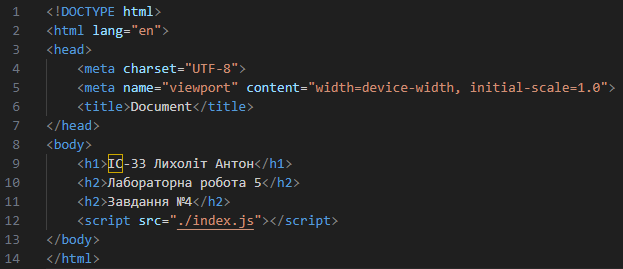 1 <!DOCTYPE html>
2 <html lang="en">
3 <head>
4     <meta charset="UTF-8">
5     <meta name="viewport" content="width=device-width, initial-scale=1.0">
6     <title>Document</title>
7 </head>
8 <body>
9     <h1>ІС-33 Лихоліт Антон</h1>
10     <h2>Лабораторна робота 5</h2>
11     <h2>Завдання №4</h2>
12     <script src="./index.js"></script>
13 </body>
14 </html>